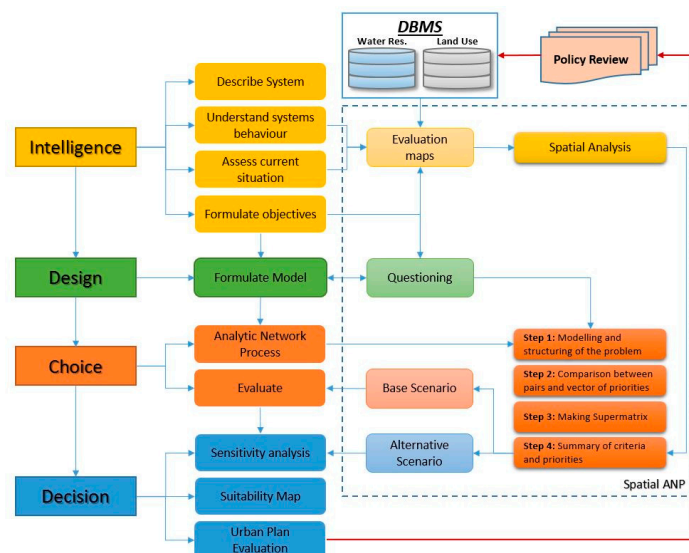 DBMS
Water Res.
Land Use
Policy Review
Describe System
Understand systems
behaviour
Evaluation
maps
Spatial Analysis
Intelligence
Assess current
situation
Formulate objectives
Design
Formulate Model
Questioning
Analytic Network
Process
Step 1: Modelling and
structuring of the problem
Choice
Step 2: Comparison between
pairs and vector of priorities
Evaluate
Base Scenario
Step 3: Making Supermatrix
Sensitivity analysis
Alternative
Scenario
Step 4: Summary of criteria
and priorities
Spatial ANP
Decision
Suitability Map
Urban Plan
Evaluation